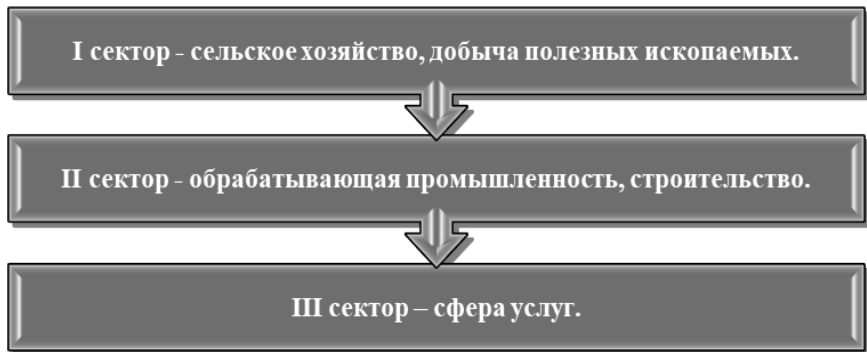 I сектор - сельское хозяйство, добыча полезных ископаемых.
II сектор - обрабатывающая промышленность, строительство.
III сектор – сфера услуг.